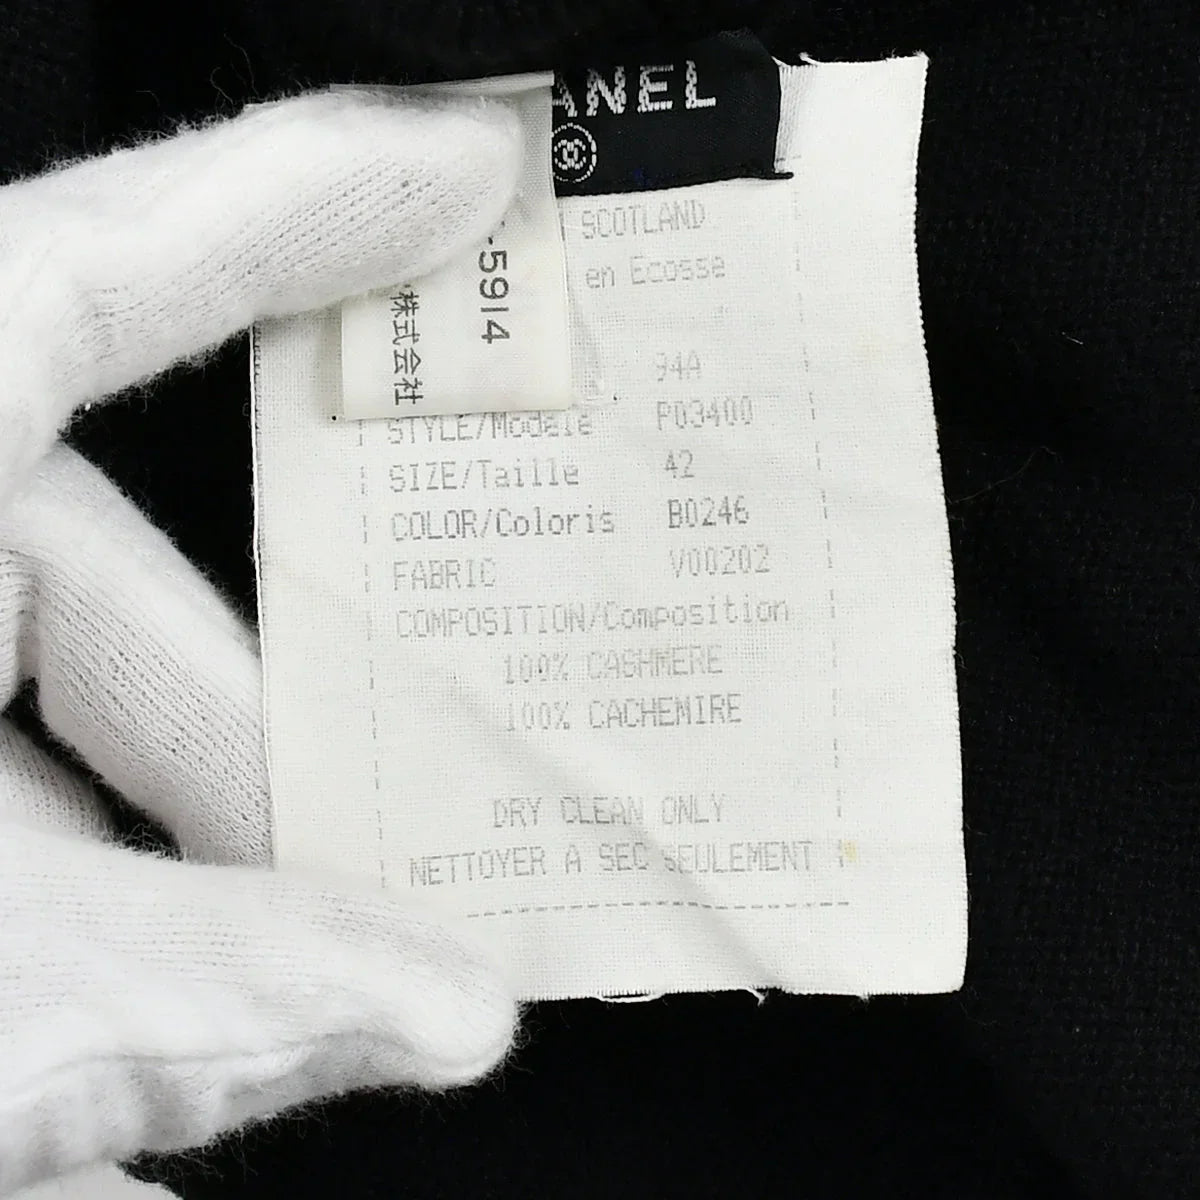 ANEL
SCOTLAND
en Ecosse
5914
株式会社
94A
STYLE/Modele P03400
SIZE/Taille 42
COLOR/Coloris B0246
FABRIC V00202
COMPOSITION/Composition
100% CASHMERE
100% CACHEMIRE
DRY CLEAN ONLY
NETTOYER A SEC SEULEMENT